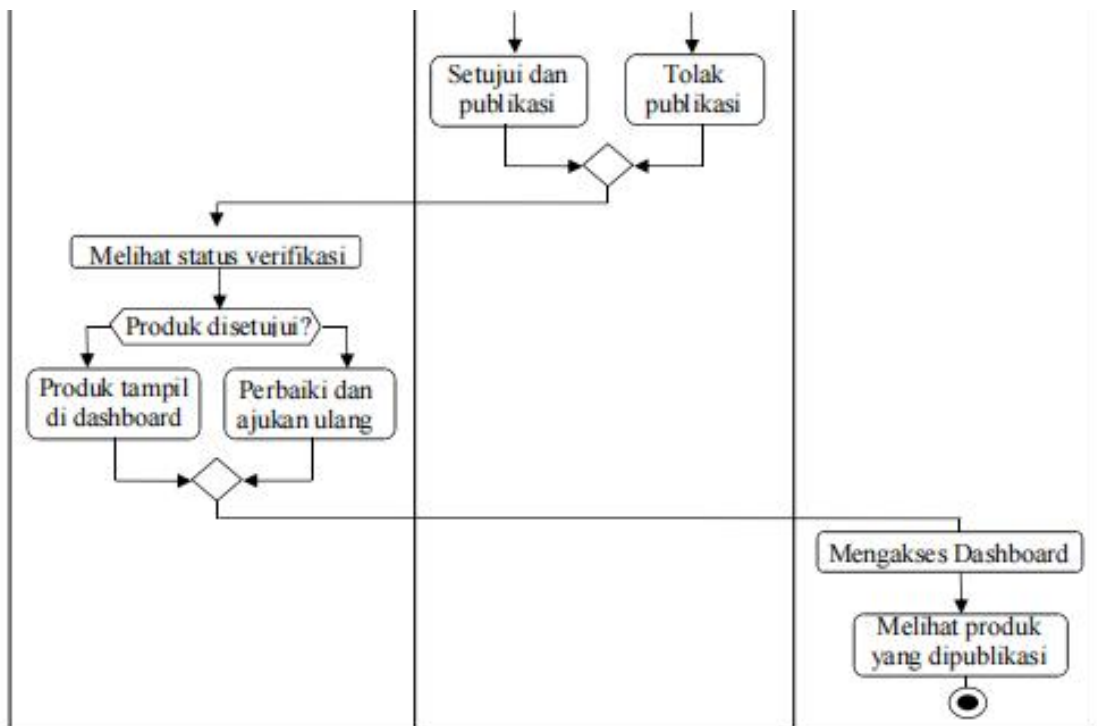 Setujui dan
publikasi
Tolak
publikasi
Melihat status verifikasi
Produk disetujui?
Produk tampil
di dashboard
Perbaiki dan
ajukan ulang
Mengakses Dashboard
Melihat produk
yang dipublikasi